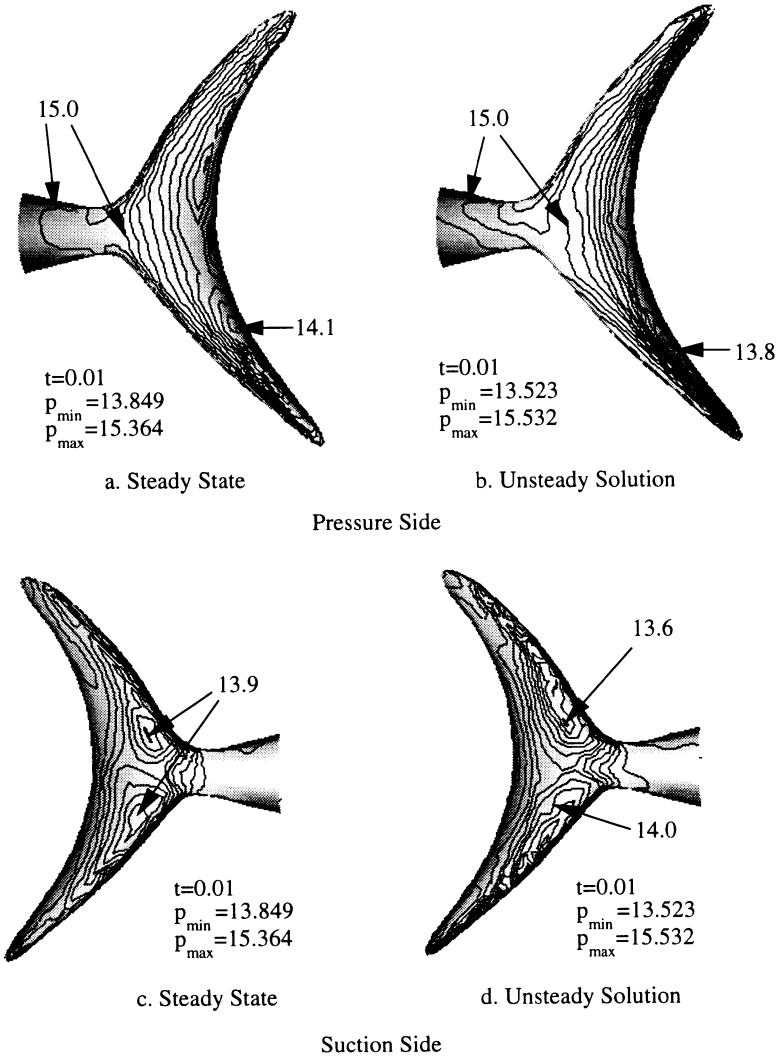 15.0
15.0
14.1
13.8
t=0.01
p_min=13.849
p_max=15.364
t=0.01
p_min=13.523
p_max=15.532
a. Steady State
b. Unsteady Solution
Pressure Side
13.9
13.6
14.0
t=0.01
p_min=13.849
p_max=15.364
t=0.01
p_min=13.523
p_max=15.532
c. Steady State
d. Unsteady Solution
Suction Side